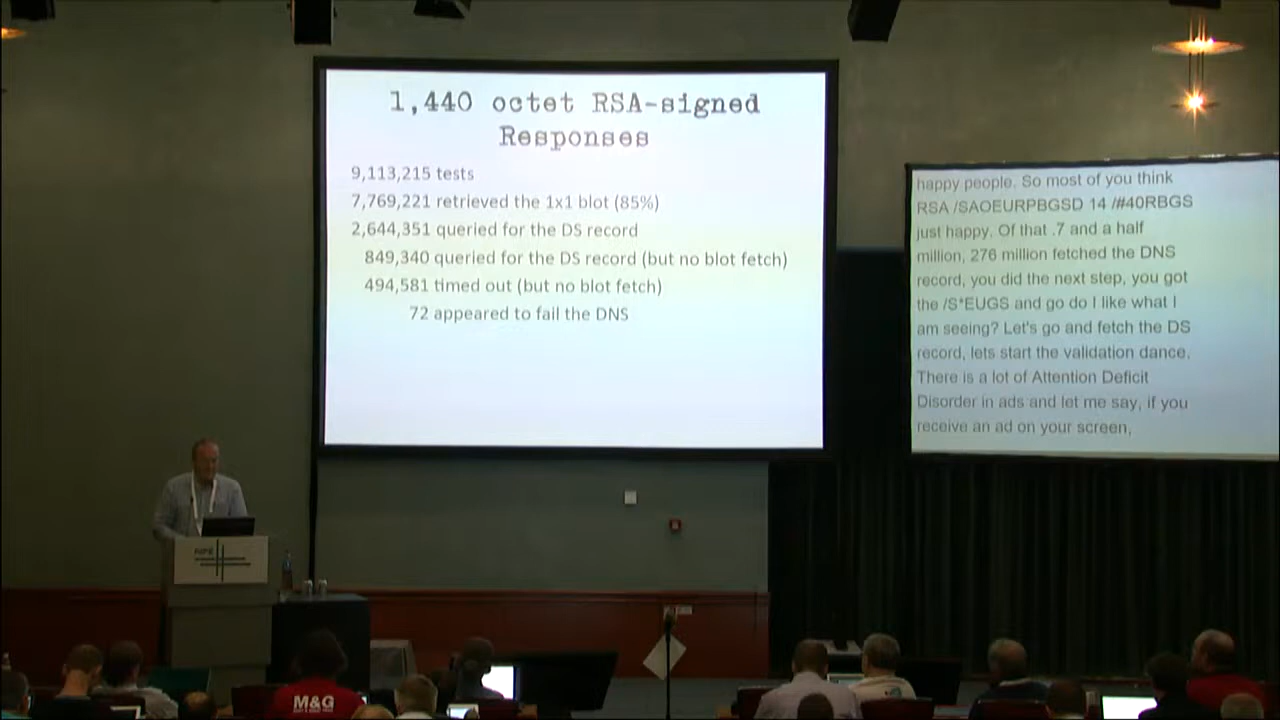 1,440 octet RSA-signed
Responses
9,113,215 tests
7,769,221 retrieved the 1x1 blot (85%)
2,644,351 queried for the DS record
849,340 queried for the DS record (but no blot fetch)
494,581 timed out (but no blot fetch)
72 appeared to fail the DNS
happy people. So most of you think
RSA /SAOEURPBGSD 14 /#40RBGS
just happy. Of that .7 and a half
million, 276 million fetched the DNS
record, you did the next step, you got
the /S*EUGS and go do I like what I
am seeing? Let's go and fetch the DS
record, lets start the validation dance.
There is a lot of Attention Deficit
Disorder in ads and let me say, if you
receive an ad on your screen,
RIPE
M&G